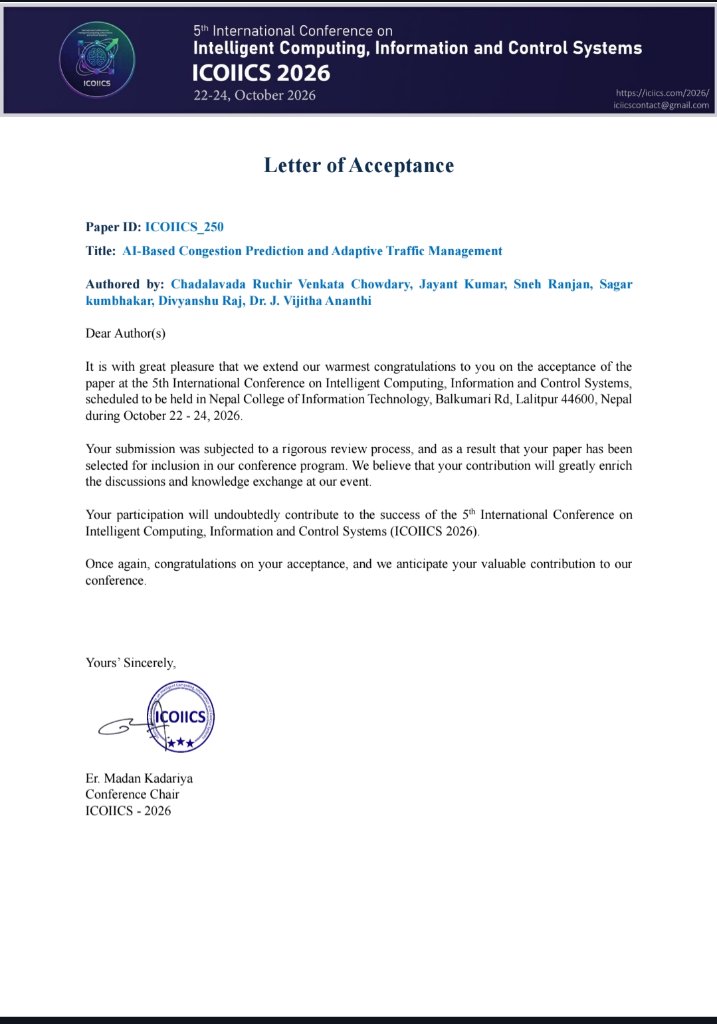 ICOIICS
5th International Conference on
Intelligent Computing, Information and Control Systems
ICOIICS 2026
22-24, October 2026
https://iciics.com/2026/
iciicscontact@gmail.com
Letter of Acceptance
Paper ID: ICOIICS_250
Title: AI-Based Congestion Prediction and Adaptive Traffic Management
Authored by: Chadalavada Ruchir Venkata Chowdary, Jayant Kumar, Sneh Ranjan, Sagar
kumbhakar, Divyanshu Raj, Dr. J. Vijitha Ananthi
Dear Author(s)
It is with great pleasure that we extend our warmest congratulations to you on the acceptance of the
paper at the 5th International Conference on Intelligent Computing, Information and Control Systems,
scheduled to be held in Nepal College of Information Technology, Balkumari Rd, Lalitpur 44600, Nepal
during October 22 - 24, 2026.
Your submission was subjected to a rigorous review process, and as a result that your paper has been
selected for inclusion in our conference program. We believe that your contribution will greatly enrich
the discussions and knowledge exchange at our event.
Your participation will undoubtedly contribute to the success of the 5th International Conference on
Intelligent Computing, Information and Control Systems (ICOIICS 2026).
Once again, congratulations on your acceptance, and we anticipate your valuable contribution to our
conference.
Yours' Sincerely,
ICOIICS
Er. Madan Kadariya
Conference Chair
ICOIICS - 2026